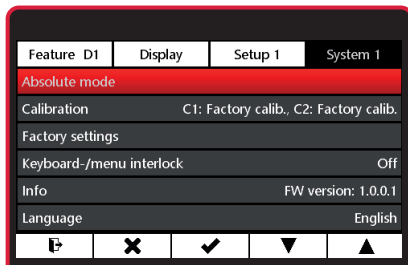 Feature D1 Display Setup 1 System 1
Absolute mode
Calibration C1: Factory calib., C2: Factory calib.
Factory settings
Keyboard-/menu interlock Off
Info FW version: 1.0.0.1
Language English